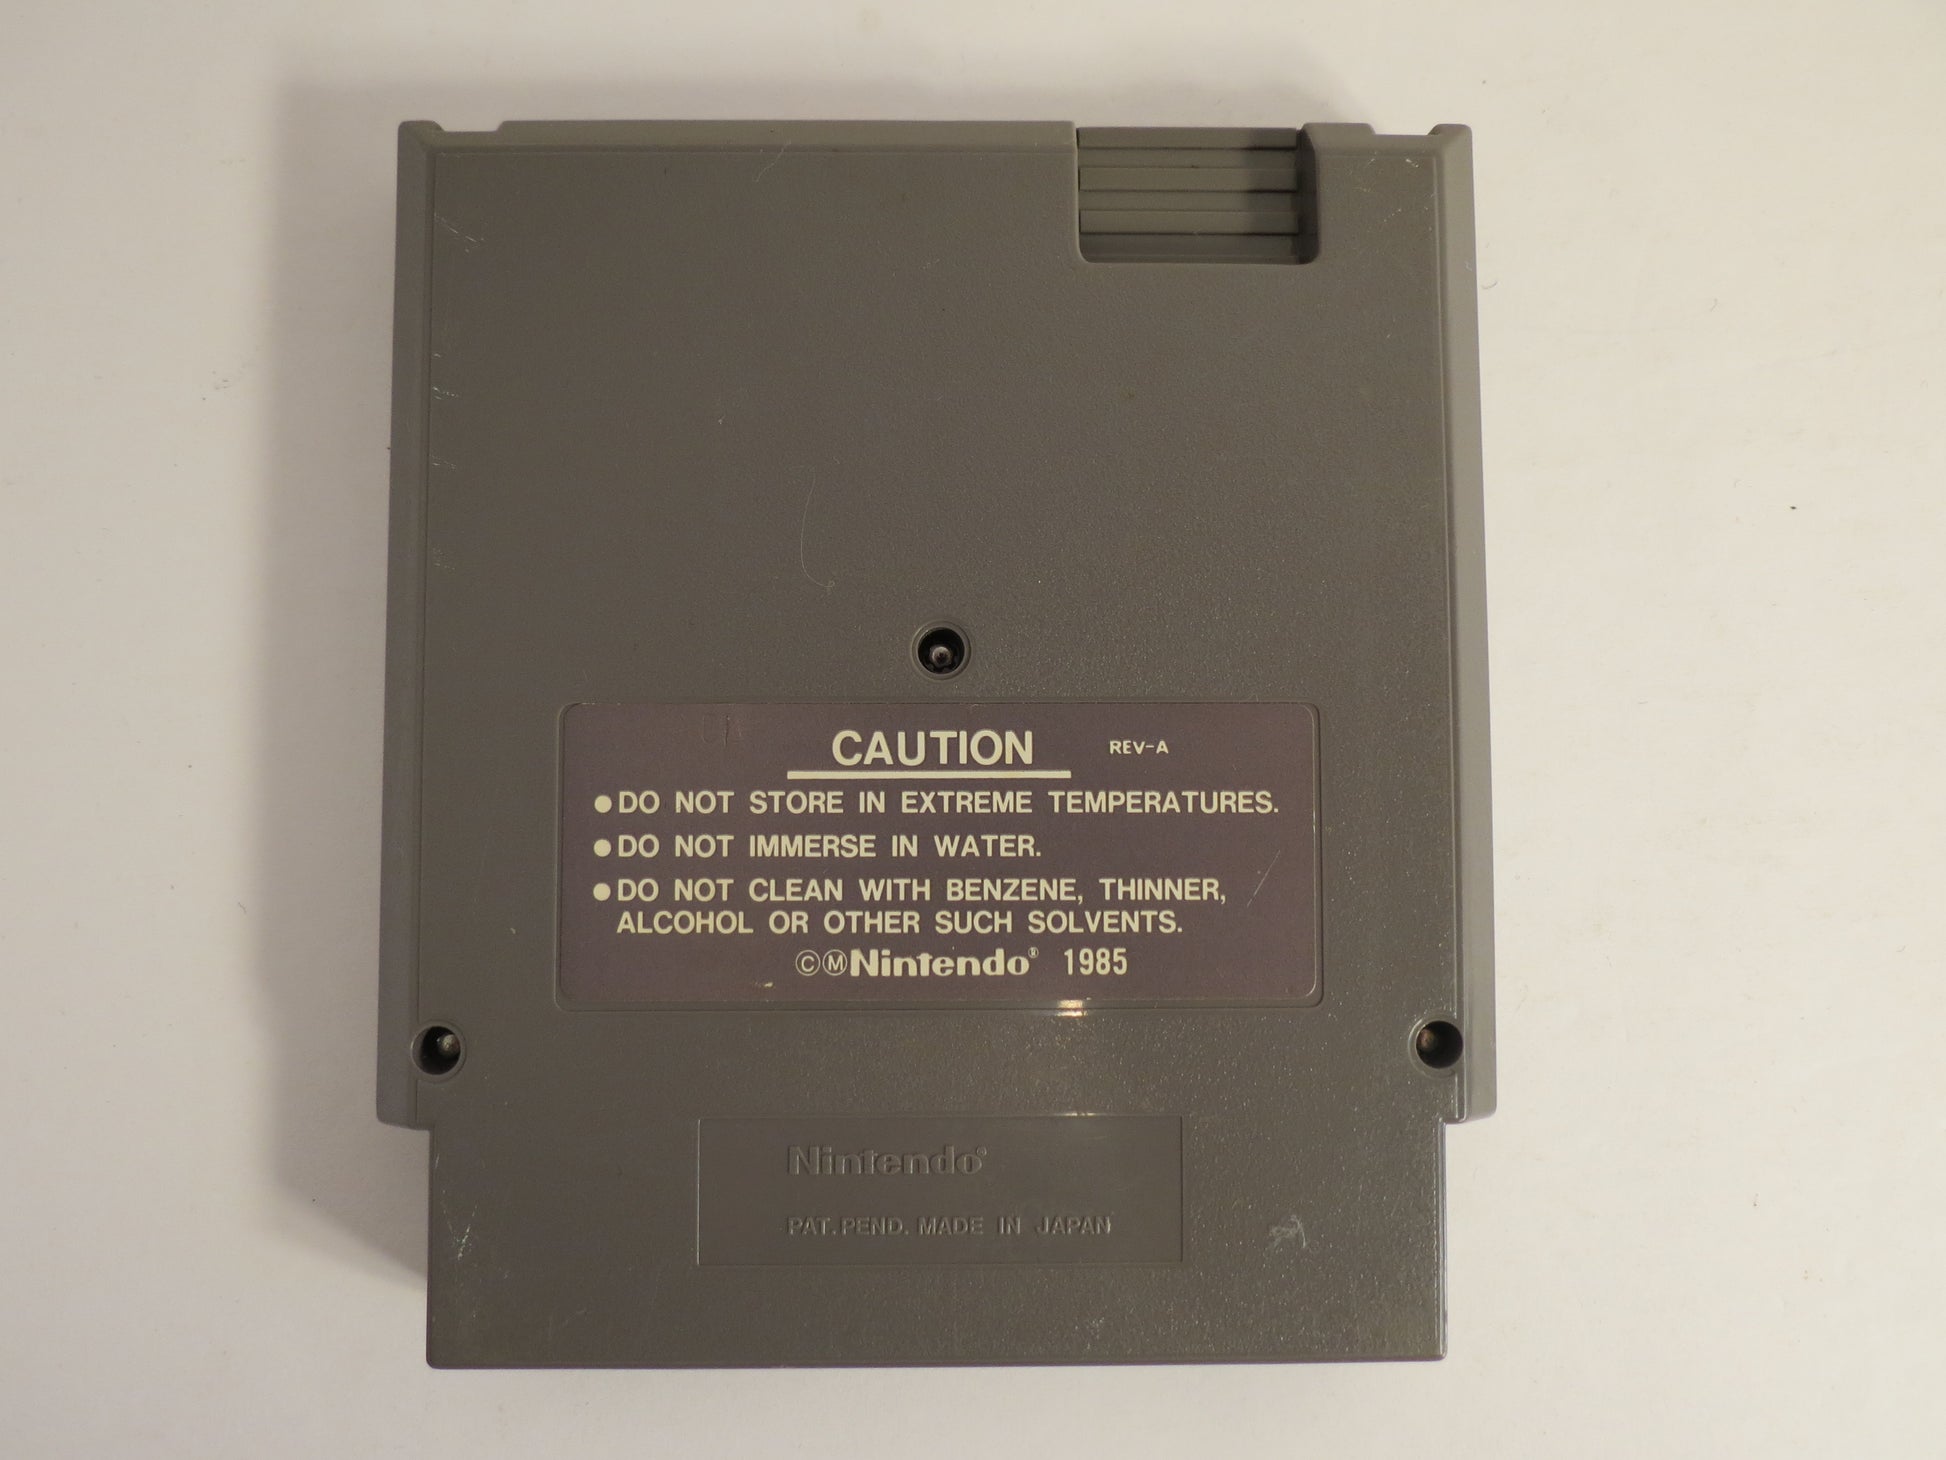 CAUTION REV-A
●DO NOT STORE IN EXTREME TEMPERATURES.
●DO NOT IMMERSE IN WATER.
●DO NOT CLEAN WITH BENZENE, THINNER,
ALCOHOL OR OTHER SUCH SOLVENTS.
©ⓂNintendo® 1985
Nintendo®
PAT. PEND. MADE IN JAPAN